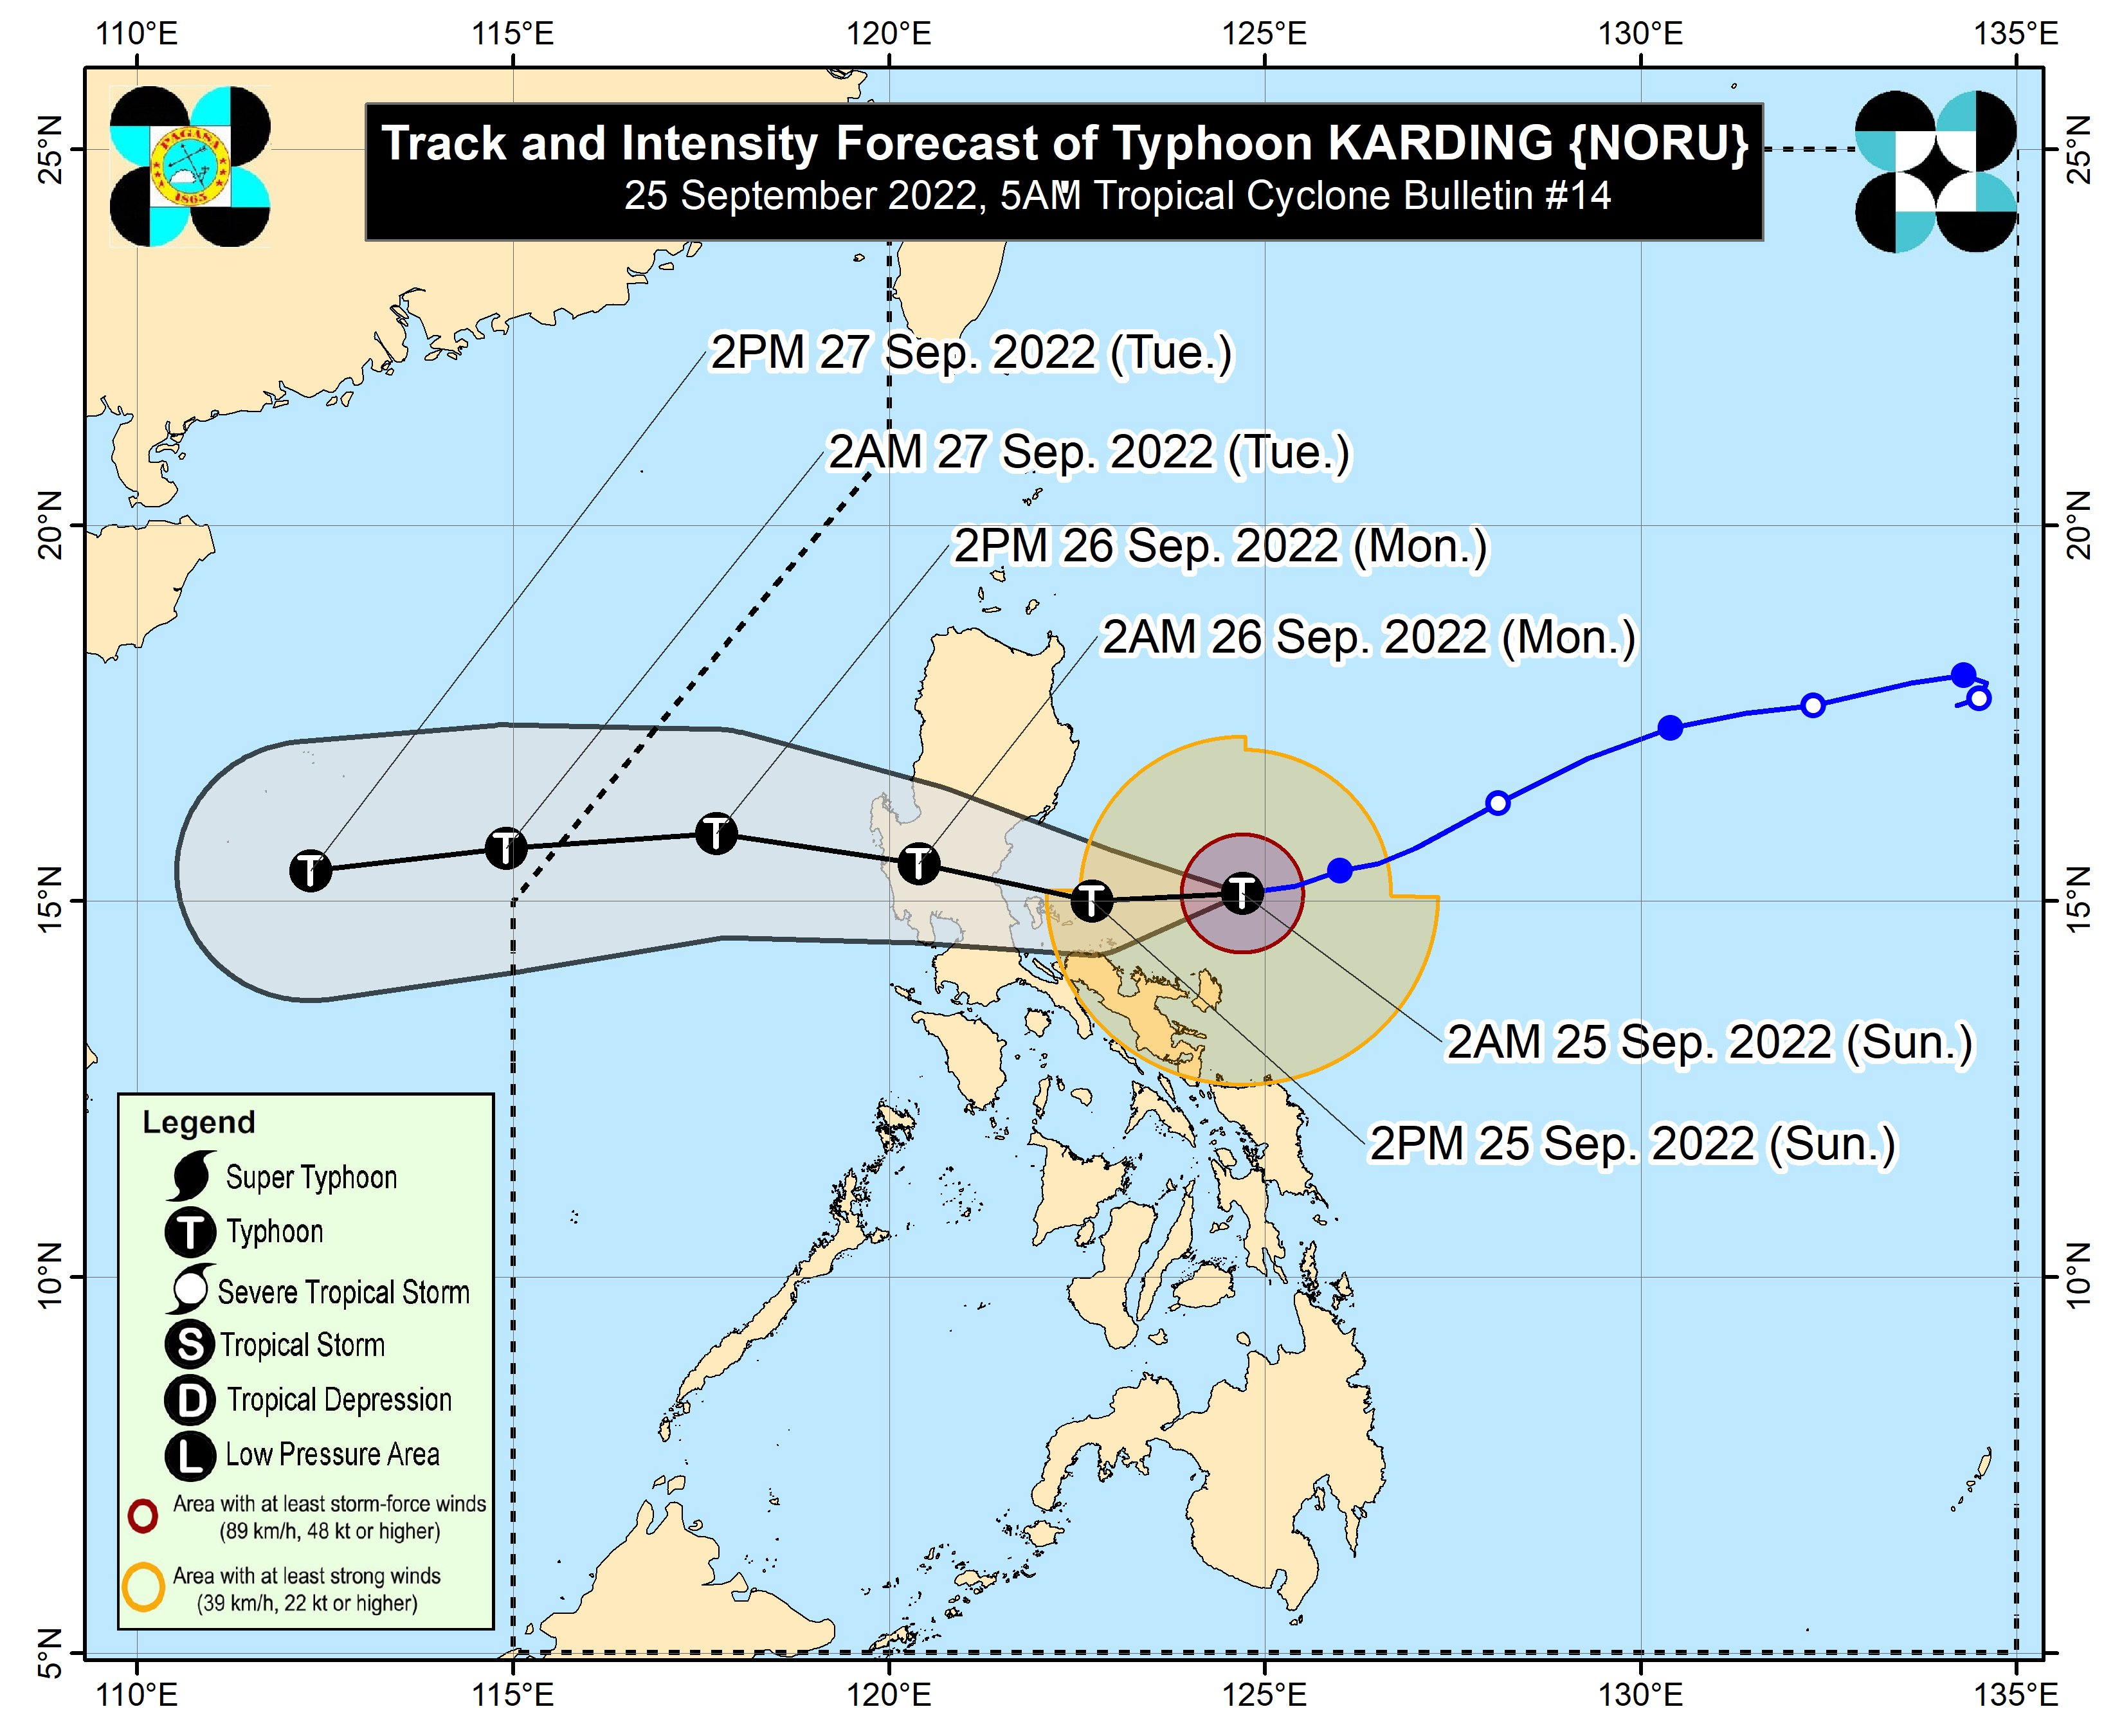 110°E 115°E 120°E 125°E 130°E 135°E
Track and Intensity Forecast of Typhoon KARDING {NORU}
25 September 2022, 5AM Tropical Cyclone Bulletin #14
PAGASA
1865
25°N 25°N
2PM 27 Sep. 2022 (Tue.)
2AM 27 Sep. 2022 (Tue.)
20°N 20°N
2PM 26 Sep. 2022 (Mon.)
2AM 26 Sep. 2022 (Mon.)
T T T T T T
15°N 15°N
2AM 25 Sep. 2022 (Sun.)
2PM 25 Sep. 2022 (Sun.)
10°N 10°N
Legend
Super Typhoon
T Typhoon
Severe Tropical Storm
S Tropical Storm
D Tropical Depression
L Low Pressure Area
Area with at least storm-force winds
(89 km/h, 48 kt or higher)
Area with at least strong winds
(39 km/h, 22 kt or higher)
5°N 5°N
110°E 115°E 120°E 125°E 130°E 135°E